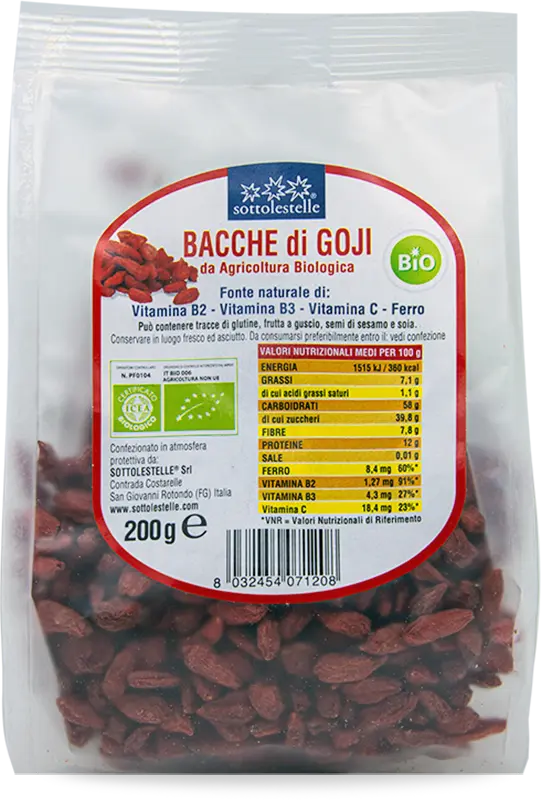 sottolestelle®
BACCHE di GOJI
da Agricoltura Biologica
BiO
Fonte naturale di:
Vitamina B2 - Vitamina B3 - Vitamina C - Ferro
Può contenere tracce di glutine, frutta a guscio, semi di sesamo e soia.
Conservare in luogo fresco ed asciutto. Da consumarsi preferibilmente entro il: vedi confezione
N. PF0104
IT BIO 006
AGRICOLTURA NON UE
CERTIFICATO
ICEA
BIOLOGICO
Confezionato in atmosfera
protettiva da:
SOTTOLESTELLE® Srl
Contrada Costarelle
San Giovanni Rotondo (FG) Italia
www.sottolestelle.com
200g e
VALORI NUTRIZIONALI MEDI PER 100 g
ENERGIA 1515 kJ / 360 kcal
GRASSI 7,1 g
di cui acidi grassi saturi 1,1 g
CARBOIDRATI 58 g
di cui zuccheri 39,8 g
FIBRE 7,8 g
PROTEINE 12 g
SALE 0,01 g
FERRO 8,4 mg 60%*
VITAMINA B2 1,27 mg 91%*
VITAMINA B3 4,3 mg 27%*
Vitamina C 18,4 mg 23%*
*VNR = Valori Nutrizionali di Riferimento
8 032454 071208